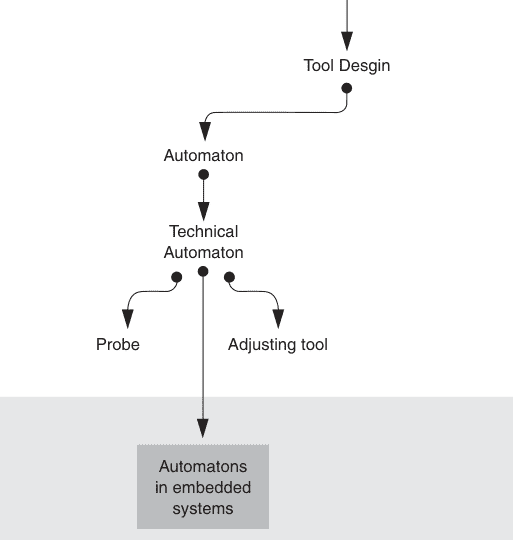 Tool Desgin
Automaton
Technical
Automaton
Probe
Adjusting tool
Automatons
in embedded
systems